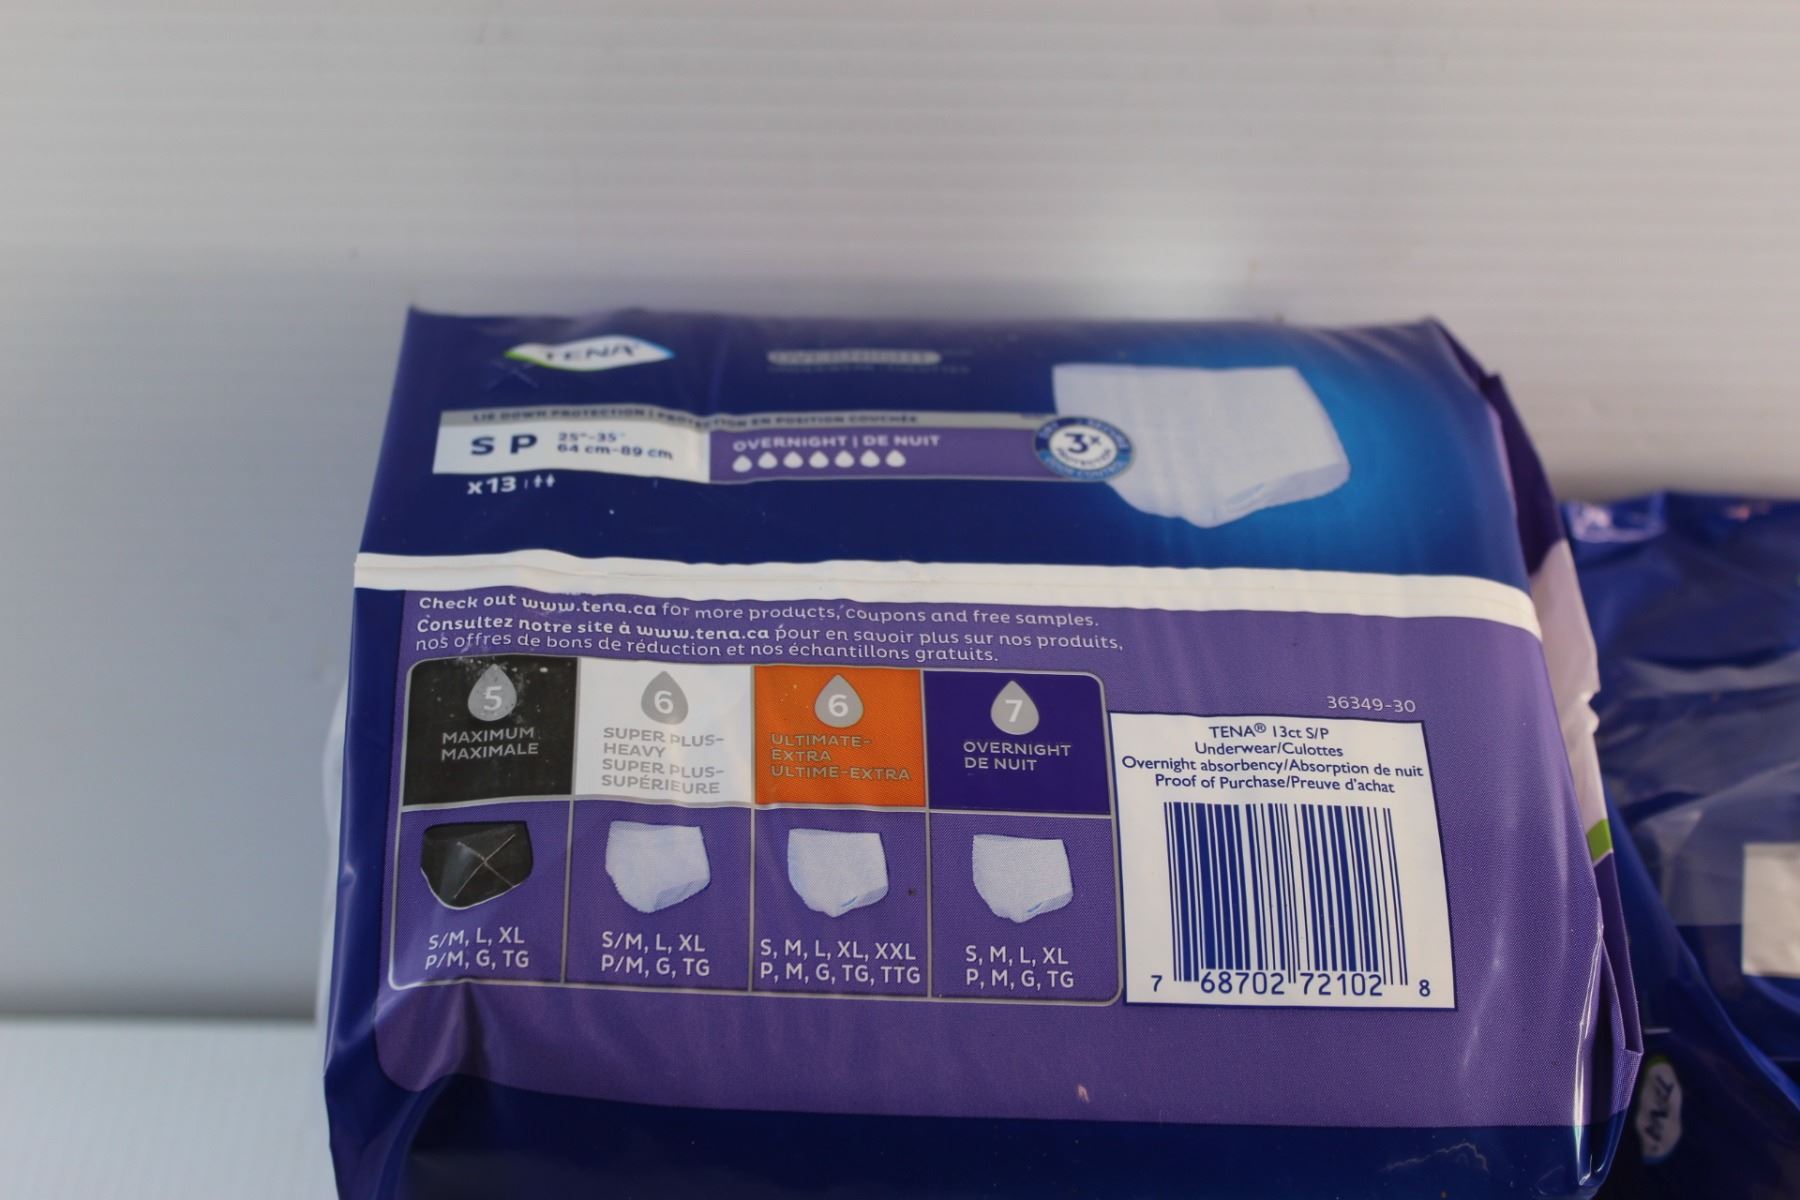 TENA
OVERNIGHT
LIE DOWN PROTECTION | PROTECTION EN POSITION COUCHÉE
S P
25"-35"
64 cm-89 cm
OVERNIGHT | DE NUIT
3x
PROTECTION
x13
Check out www.tena.ca for more products, coupons and free samples.
Consultez notre site à www.tena.ca pour en savoir plus sur nos produits,
nos offres de bons de réduction et nos échantillons gratuits.
5
MAXIMUM
MAXIMALE
6
SUPER PLUS-
HEAVY
SUPER PLUS-
SUPÉRIEURE
6
ULTIMATE-
EXTRA
ULTIME-EXTRA
7
OVERNIGHT
DE NUIT
S/M, L, XL
P/M, G, TG
S/M, L, XL
P/M, G, TG
S, M, L, XL, XXL
P, M, G, TG, TTG
S, M, L, XL
P, M, G, TG
36349-30
TENA® 13ct S/P
Underwear/Culottes
Overnight absorbency/Absorption de nuit
Proof of Purchase/Preuve d'achat
7 68702 72102 8
TENA